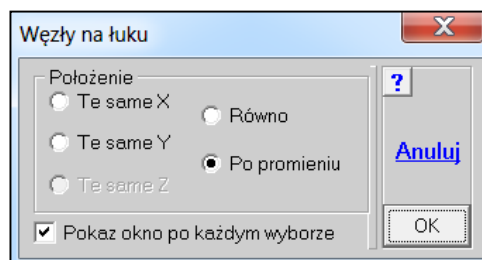 Węzły na łuku
X
Położenie
Te same X
Te same Y
Te same Z
Równo
Po promieniu
Pokaz okno po każdym wyborze
?
Anuluj
OK